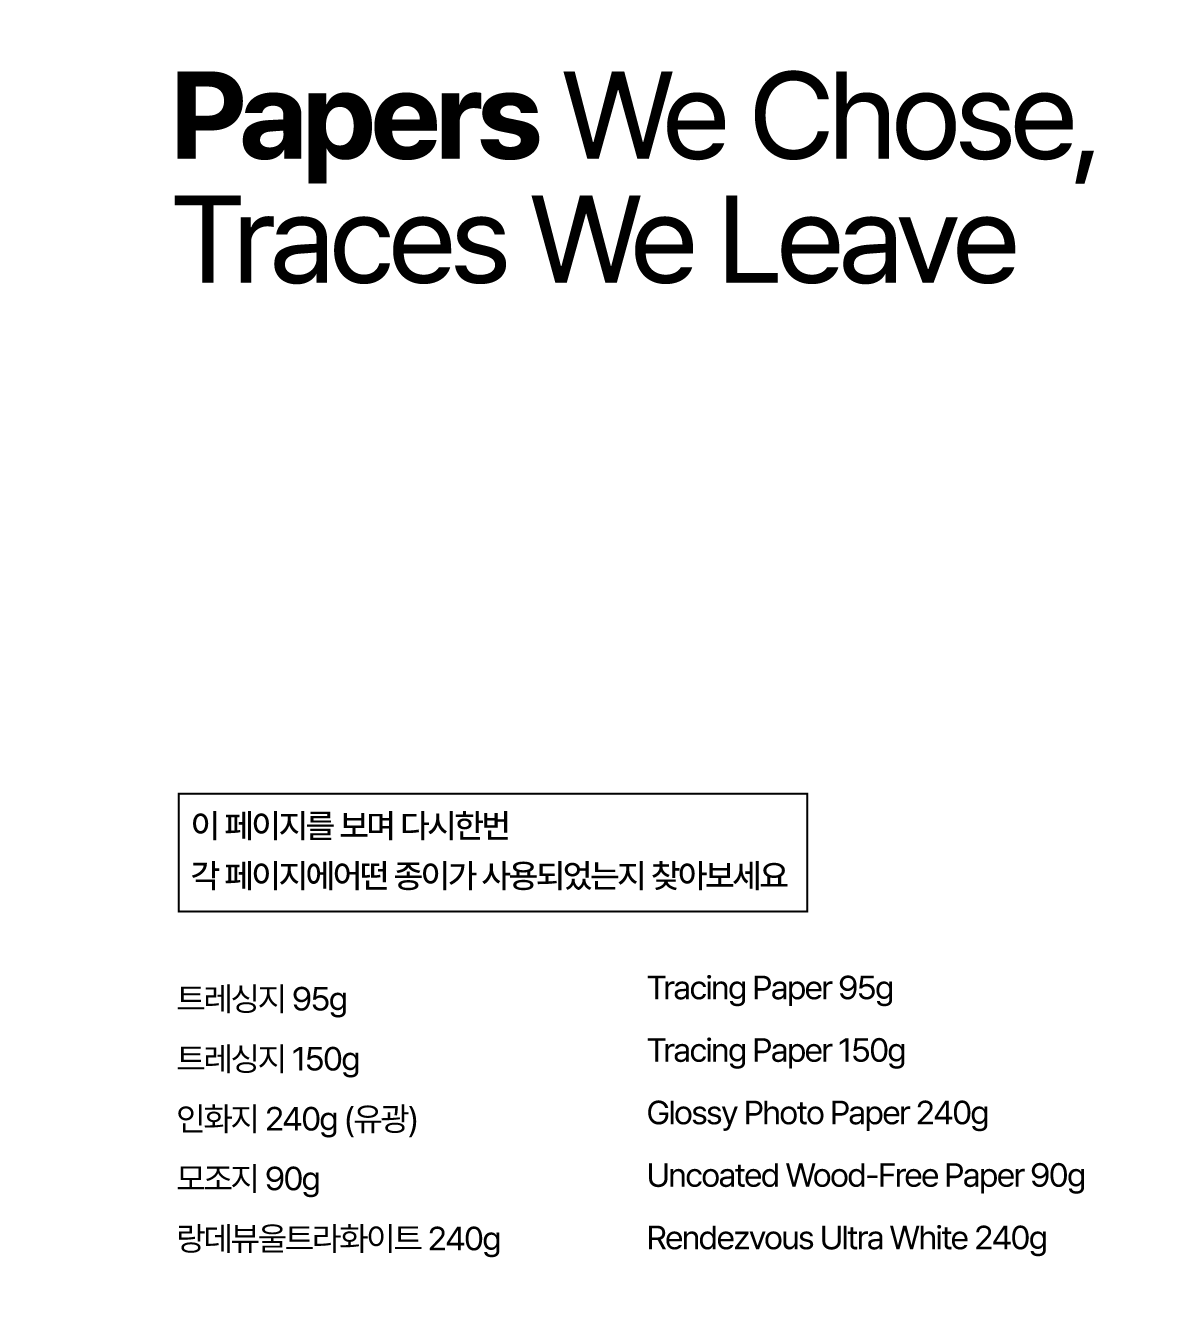 Papers We Chose,
Traces We Leave
이 페이지를 보며 다시한번
각 페이지에어떤 종이가 사용되었는지 찾아보세요
트레싱지 95g
트레싱지 150g
인화지 240g (유광)
모조지 90g
랑데뷰울트라화이트 240g
Tracing Paper 95g
Tracing Paper 150g
Glossy Photo Paper 240g
Uncoated Wood-Free Paper 90g
Rendezvous Ultra White 240g